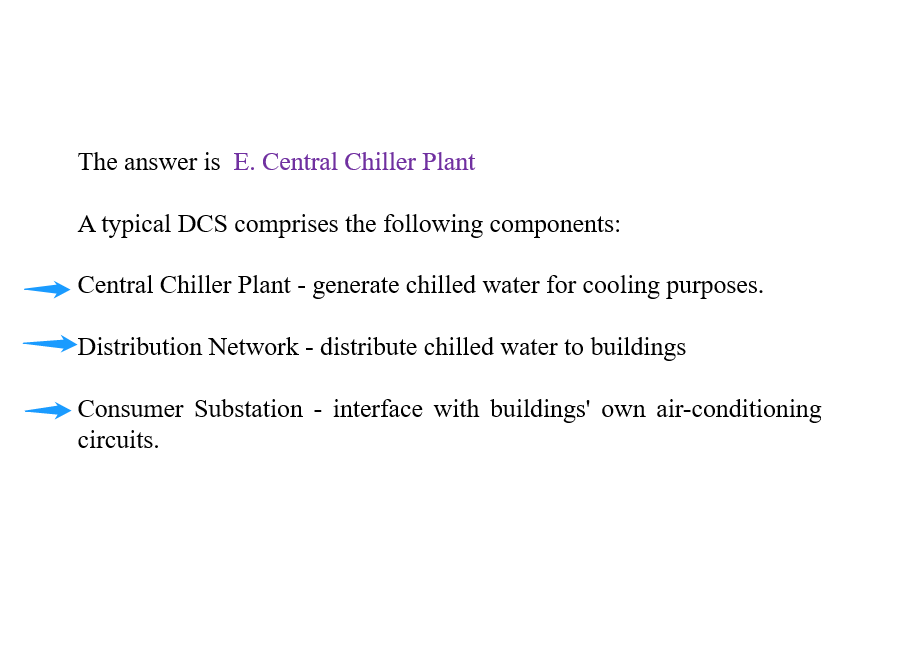 The answer is E. Central Chiller Plant
A typical DCS comprises the following components:
Central Chiller Plant - generate chilled water for cooling purposes.
Distribution Network - distribute chilled water to buildings
Consumer Substation - interface with buildings' own air-conditioning
circuits.